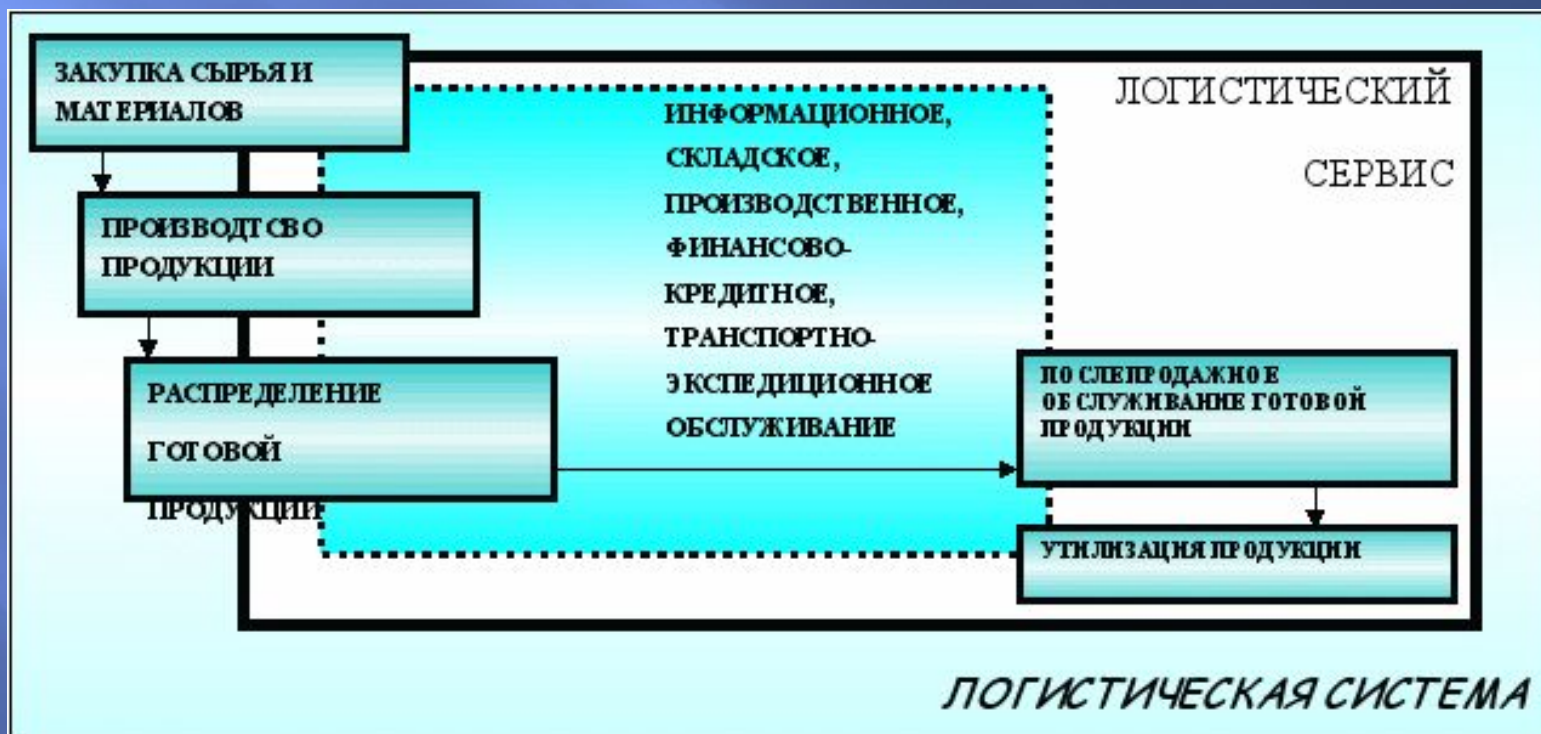 ЗАКУПКА СЫРЬЯ И
МАТЕРИАЛОВ
ПРОИЗВОДТСВО
ПРОДУКЦИИ
РАСПРЕДЕЛЕНИЕ
ГОТОВОЙ
ПРОДУКЦИИ
ИНФОРМАЦИОННОЕ,
СКЛАДСКОЕ,
ПРОИЗВОДСТВЕННОЕ,
ФИНАНСОВО-
КРЕДИТНОЕ,
ТРАНСПОРТНО-
ЭКСПЕДИЦИОННОЕ
ОБСЛУЖИВАНИЕ
ЛОГИСТИЧЕСКИЙ
СЕРВИС
ПОСЛЕПРОДАЖНОЕ
ОБСЛУЖИВАНИЕ ГОТОВОЙ
ПРОДУКЦИИ
УТИЛИЗАЦИЯ ПРОДУКЦИИ
ЛОГИСТИЧЕСКАЯ СИСТЕМА